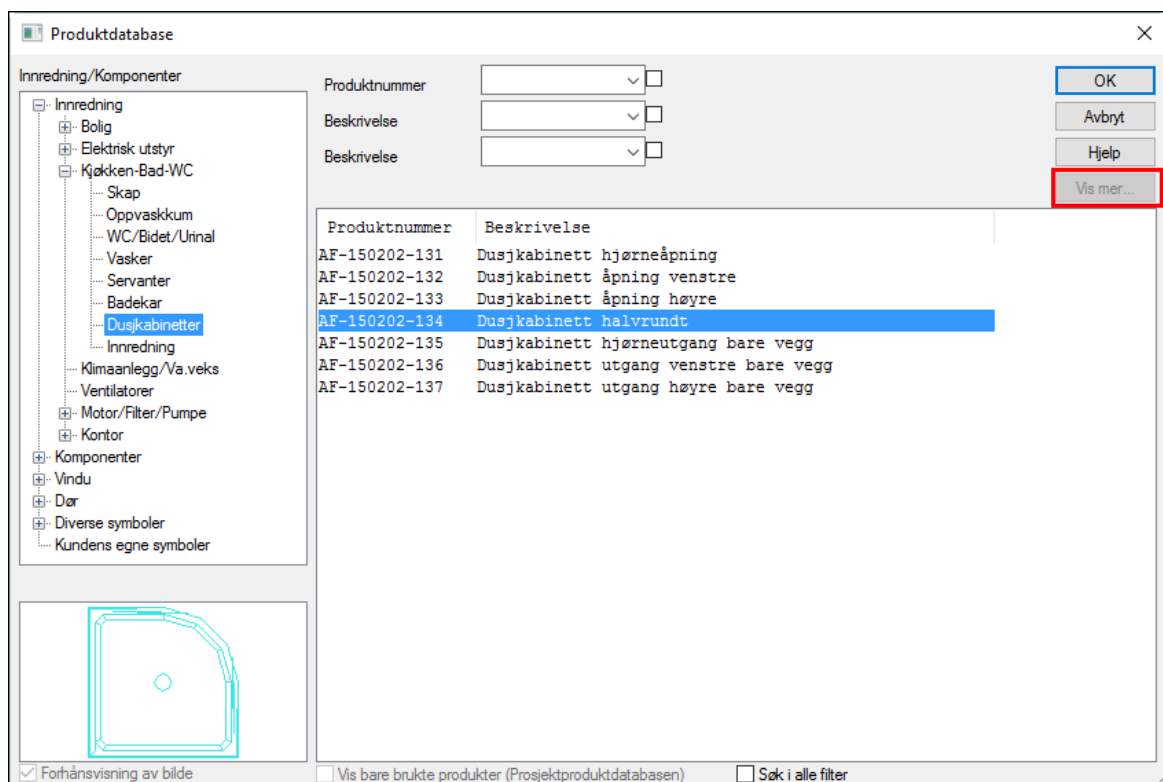 Produktdatabase
Innredning/Komponenter
Innredning
Bolig
Elektrisk utstyr
Kjøkken-Bad-WC
Skap
Oppvaskkum
WC/Bidet/Urinal
Vasker
Servanter
Badekar
Dusjkabinetter
Innredning
Klimaanlegg/Va.veks
Ventilatorer
Motor/Filter/Pumpe
Kontor
Komponenter
Vindu
Dør
Diverse symboler
Kundens egne symboler
Forhånsvisning av bilde
Produktnummer
Beskrivelse
Beskrivelse
OK
Avbryt
Hjelp
Vis mer...
Produktnummer Beskrivelse
AF-150202-131 Dusjkabinett hjørneåpning
AF-150202-132 Dusjkabinett åpning venstre
AF-150202-133 Dusjkabinett åpning høyre
AF-150202-134 Dusjkabinett halvrundt
AF-150202-135 Dusjkabinett hjørneutgang bare vegg
AF-150202-136 Dusjkabinett utgang venstre bare vegg
AF-150202-137 Dusjkabinett utgang høyre bare vegg
Vis bare brukte produkter (Prosjektproduktdatabasen)
Søk i alle filter